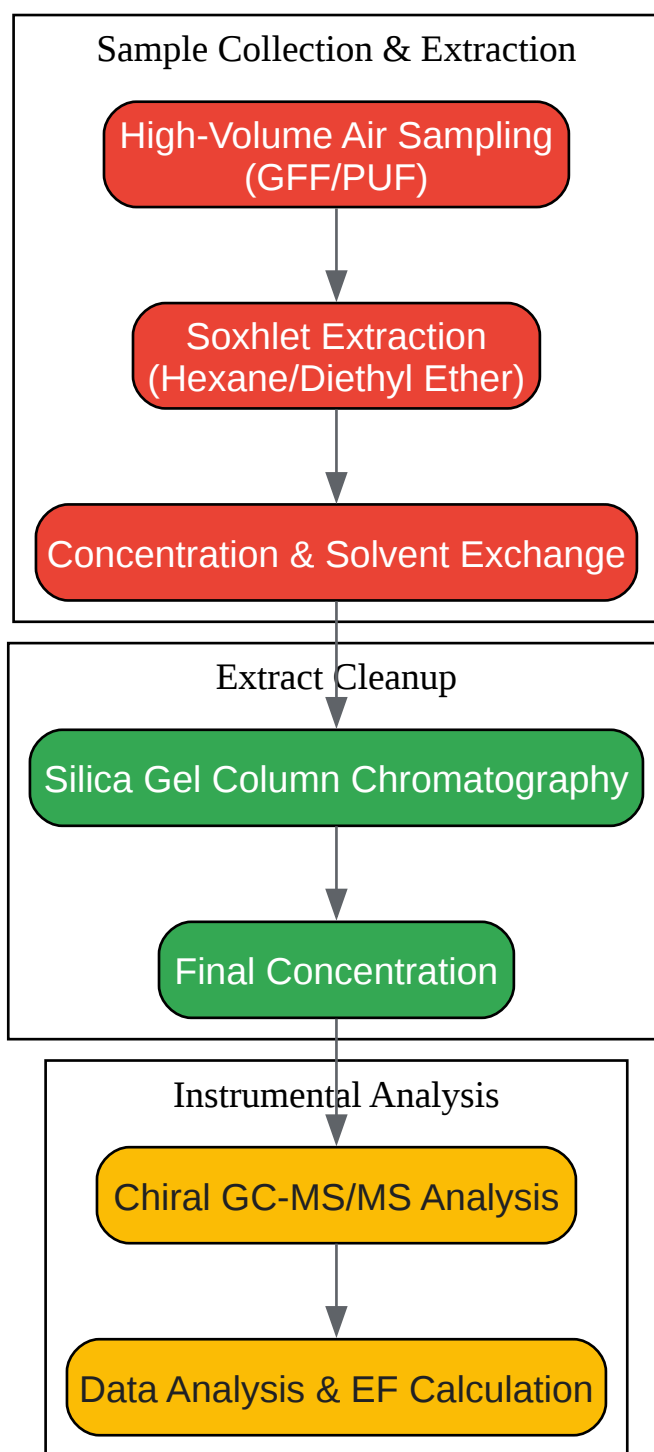 Sample Collection & Extraction
High-Volume Air Sampling
(GFF/PUF)
Soxhlet Extraction
(Hexane/Diethyl Ether)
Concentration & Solvent Exchange
Extract Cleanup
Silica Gel Column Chromatography
Final Concentration
Instrumental Analysis
Chiral GC-MS/MS Analysis
Data Analysis & EF Calculation